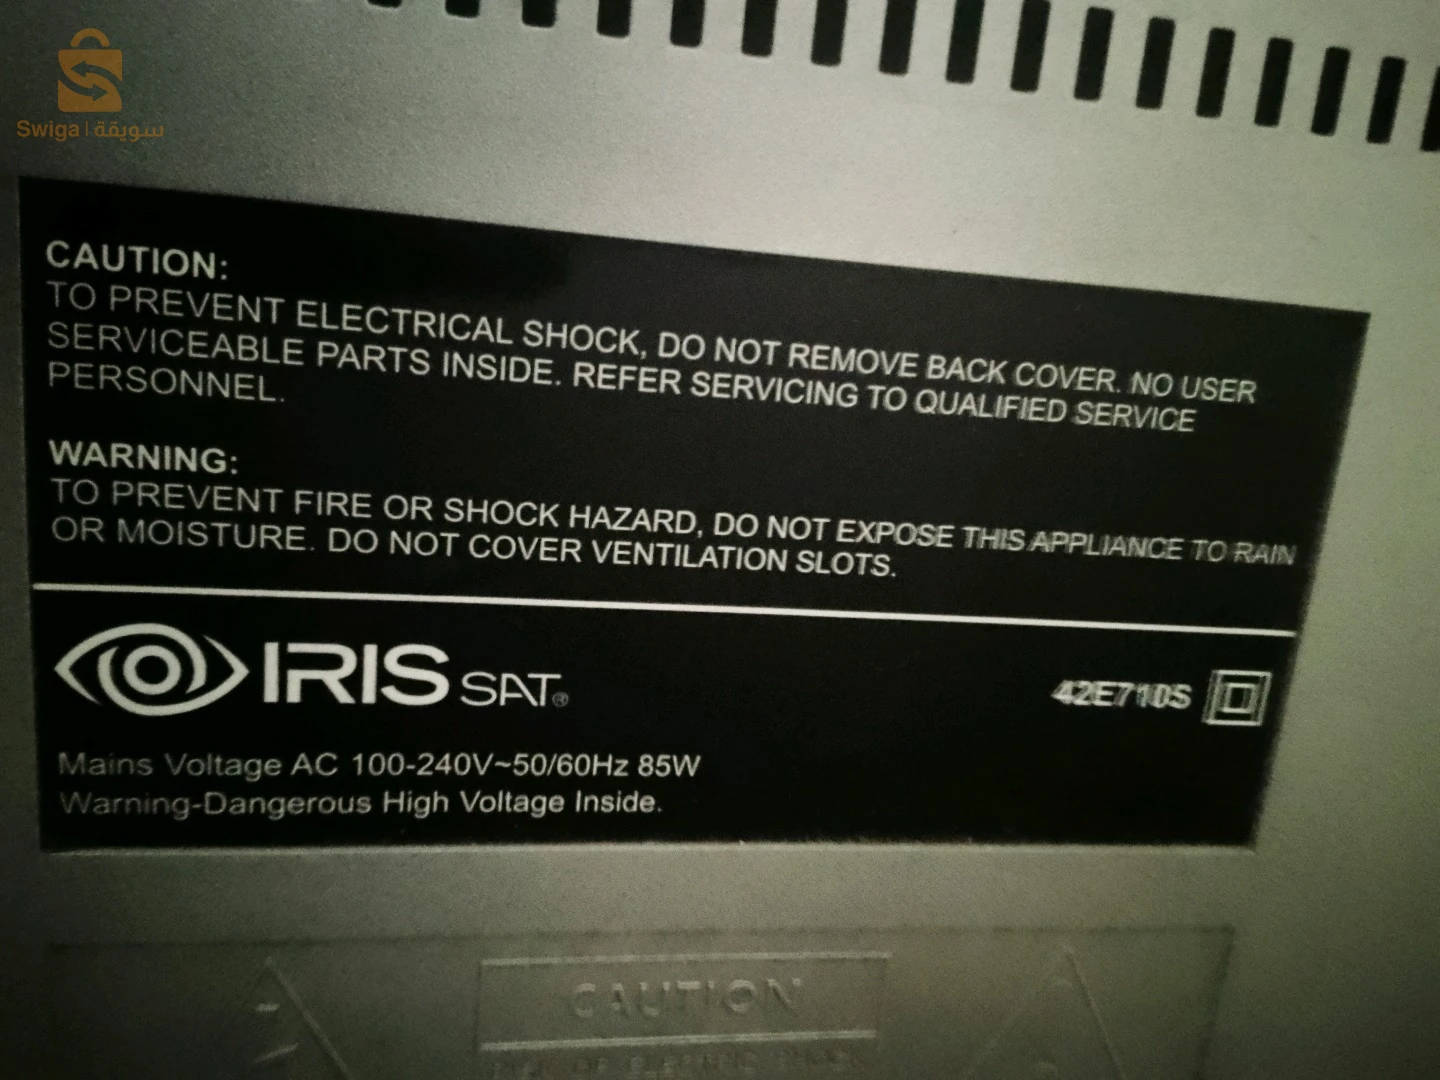 Swiga | سويقة
CAUTION:
TO PREVENT ELECTRICAL SHOCK, DO NOT REMOVE BACK COVER. NO USER
SERVICEABLE PARTS INSIDE. REFER SERVICING TO QUALIFIED SERVICE
PERSONNEL.
WARNING:
TO PREVENT FIRE OR SHOCK HAZARD, DO NOT EXPOSE THIS APPLIANCE TO RAIN
OR MOISTURE. DO NOT COVER VENTILATION SLOTS.
IRIS SAT®
42E710S
Mains Voltage AC 100-240V~50/60Hz 85W
Warning-Dangerous High Voltage Inside.
CAUTION
OF ELECTRIC SHOCK